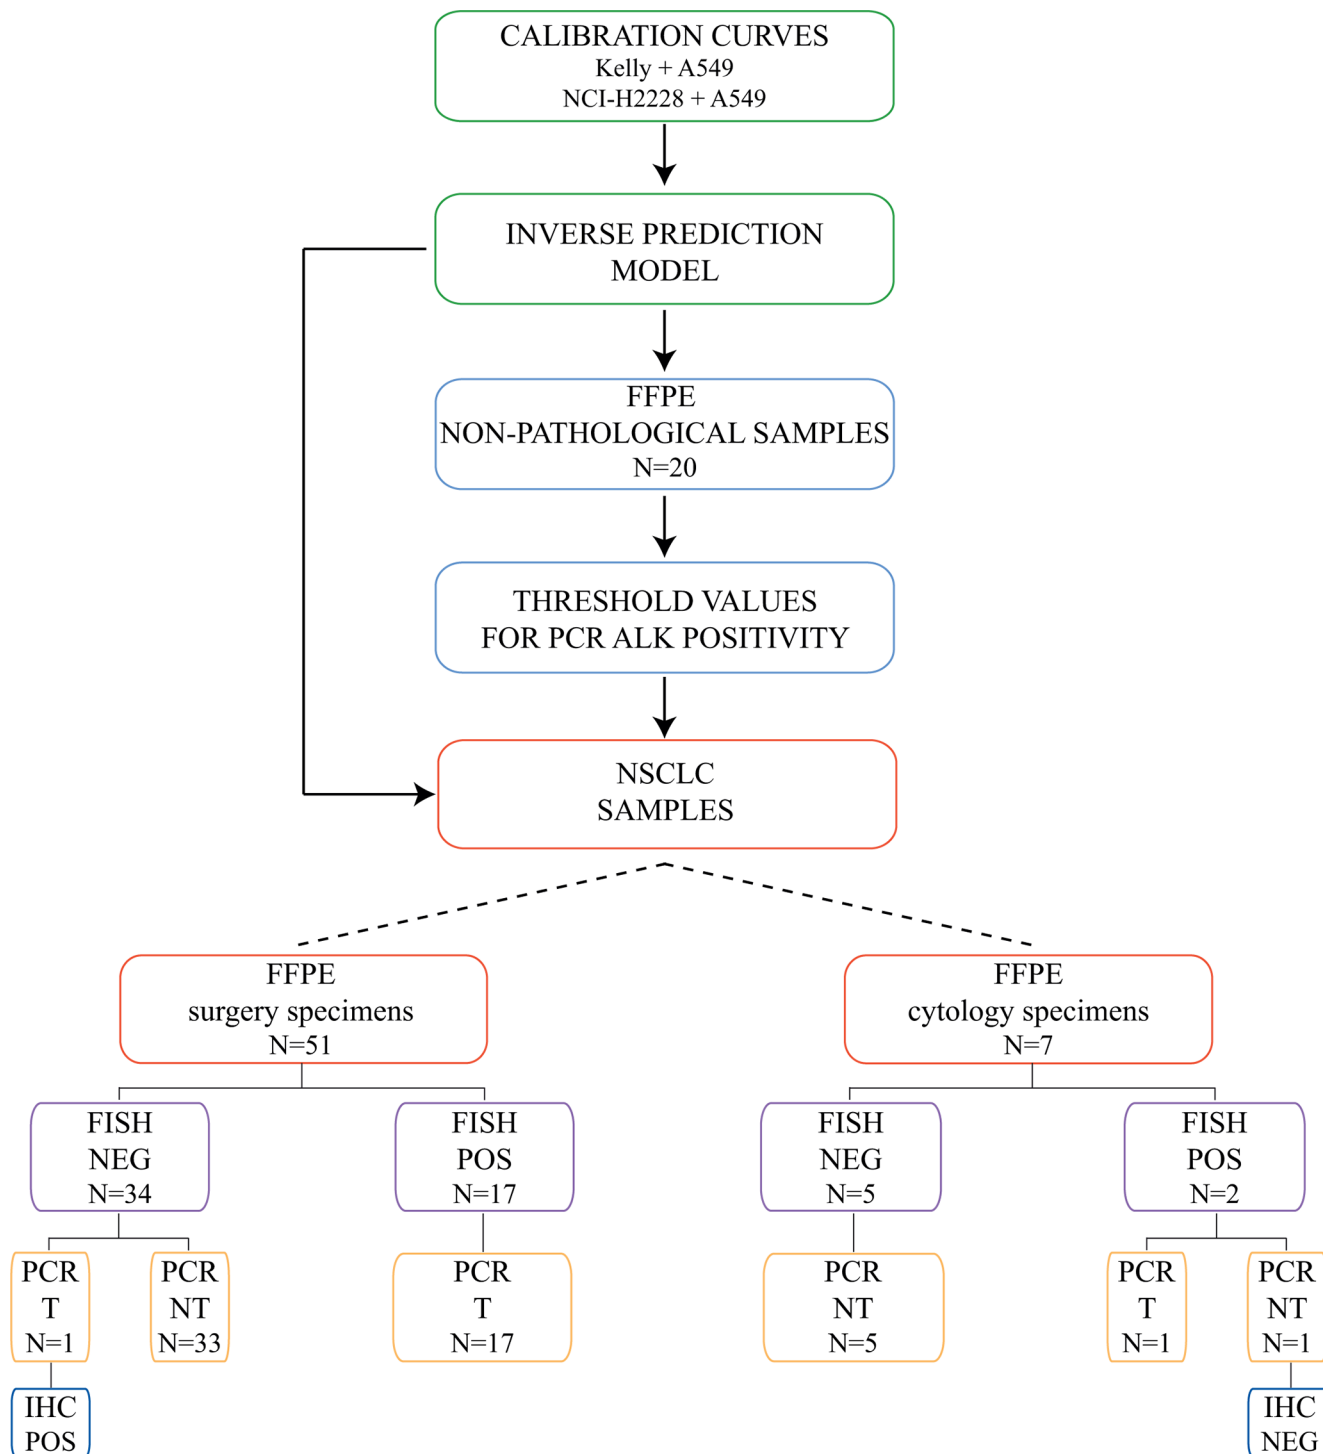 CALIBRATION CURVES
Kelly + A549
NCI-H2228 + A549
INVERSE PREDICTION
MODEL
FFPE
NON-PATHOLOGICAL SAMPLES
N=20
THRESHOLD VALUES
FOR PCR ALK POSITIVITY
NSCLC
SAMPLES
FFPE
surgery specimens
N=51
FFPE
cytology specimens
N=7
FISH
NEG
N=34
FISH
POS
N=17
FISH
NEG
N=5
FISH
POS
N=2
PCR
T
N=1
PCR
NT
N=33
PCR
T
N=17
PCR
NT
N=5
PCR
T
N=1
PCR
NT
N=1
IHC
POS
IHC
NEG